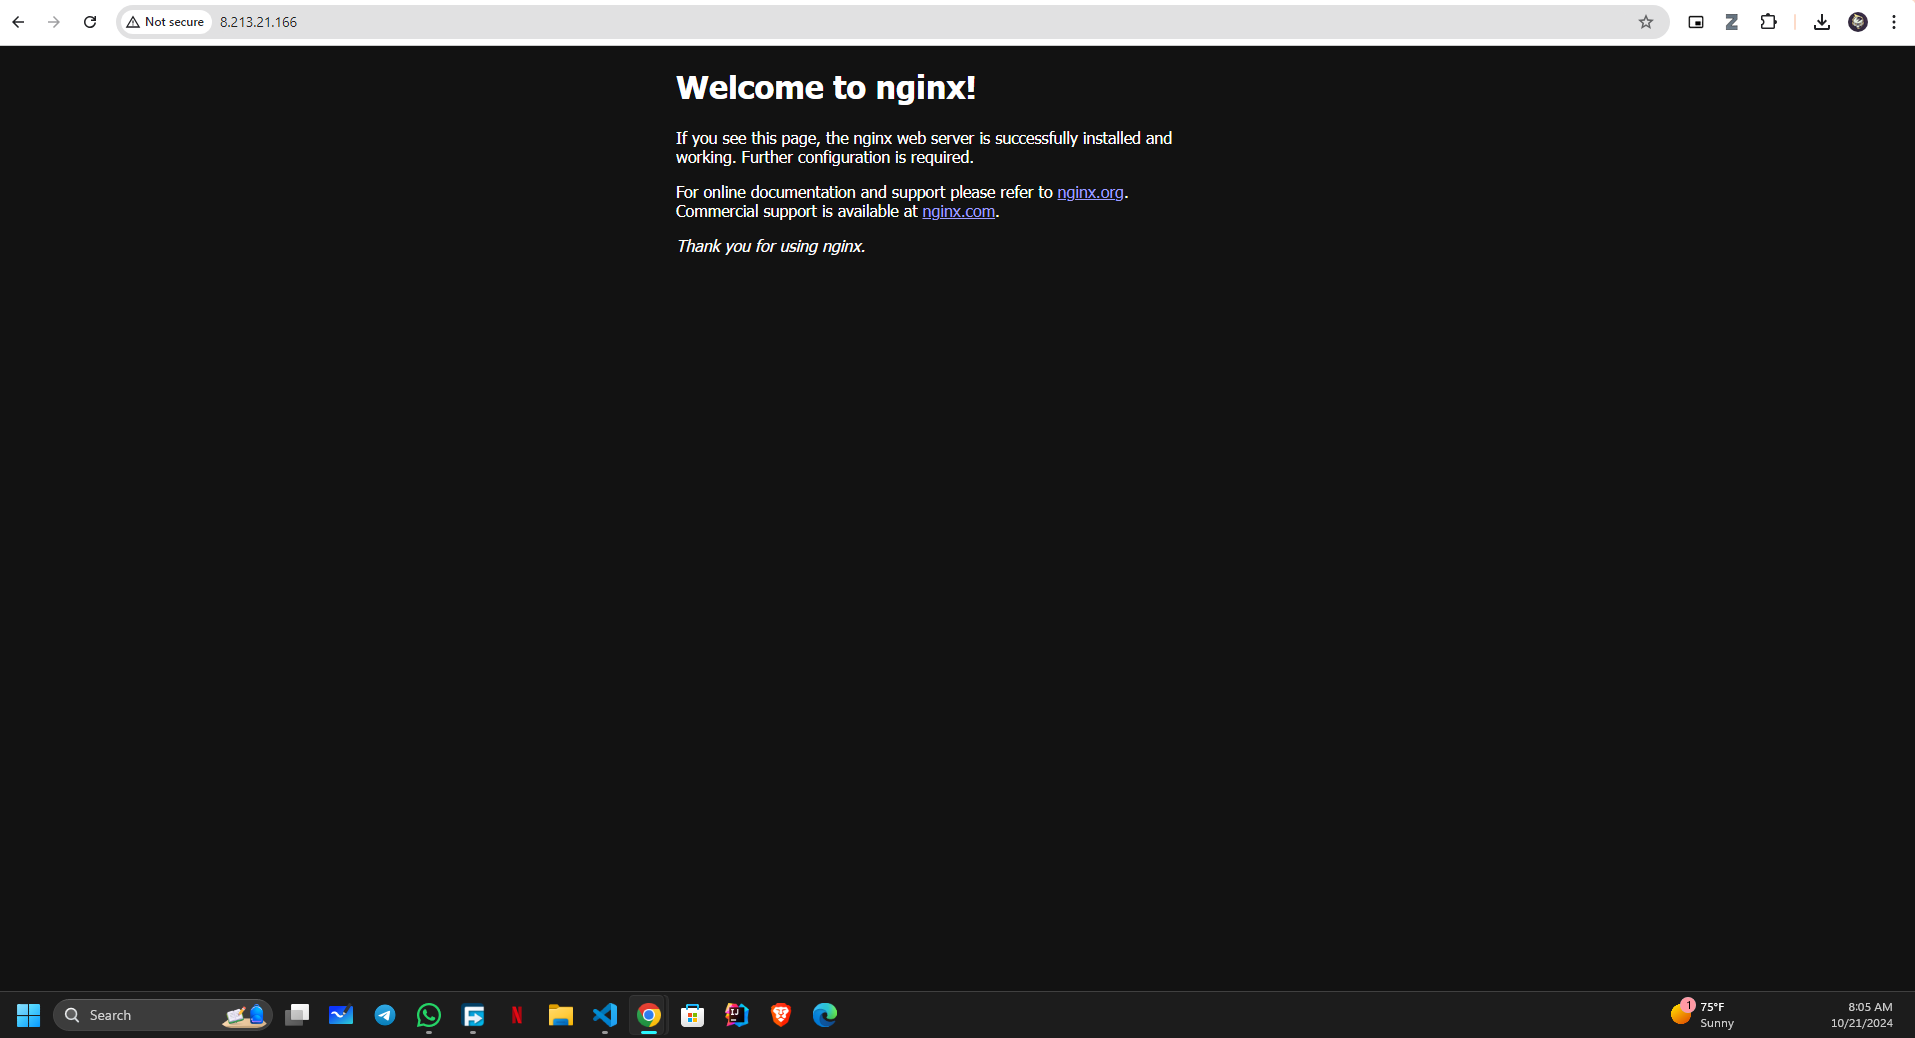 Not secure
8.213.21.166
Z
Welcome to nginx!
If you see this page, the nginx web server is successfully installed and
working. Further configuration is required.
For online documentation and support please refer to nginx.org.
Commercial support is available at nginx.com.
Thank you for using nginx.
Search
N
IJ
1
75°F
Sunny
8:05 AM
10/21/2024